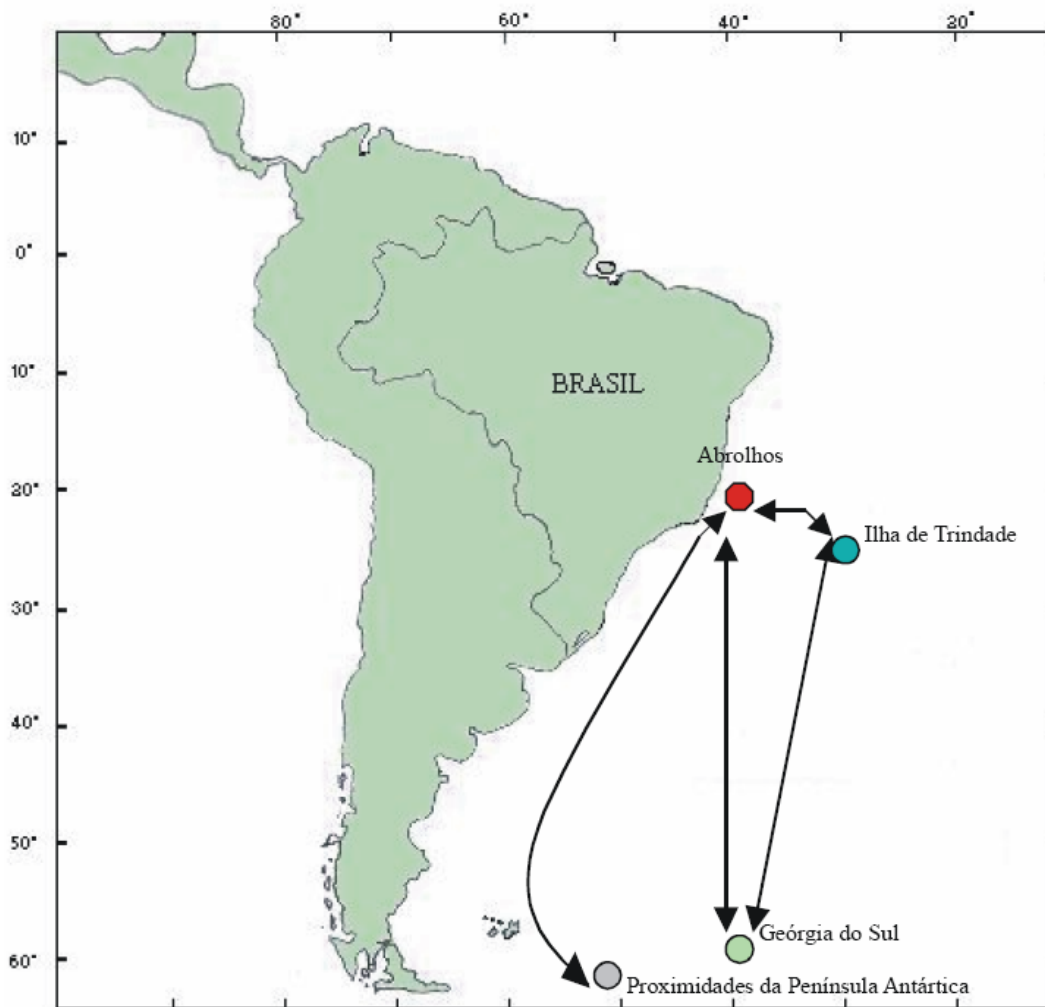 80° 60° 40° 20°
10°
0°
10°
20°
30°
40°
50°
60°
BRASIL
Abrolhos
Ilha de Trindade
Geórgia do Sul
Proximidades da Península Antártica